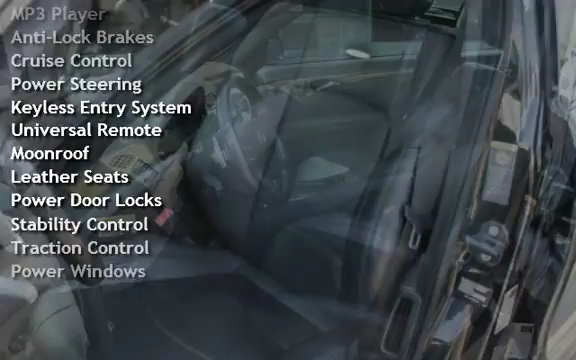 MP3 Player
Anti-Lock Brakes
Cruise Control
Power Steering
Keyless Entry System
Universal Remote
Moonroof
Leather Seats
Power Door Locks
Stability Control
Traction Control
Power Windows